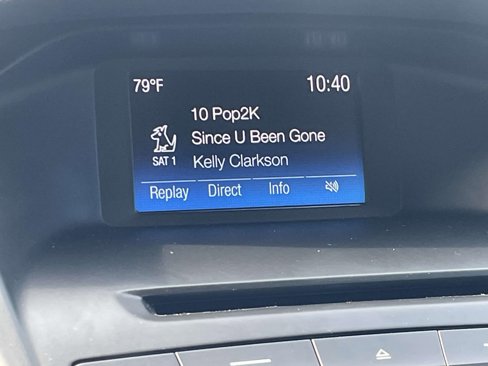 79°F 10:40
10 Pop2K
Since U Been Gone
SAT 1 Kelly Clarkson
Replay Direct Info